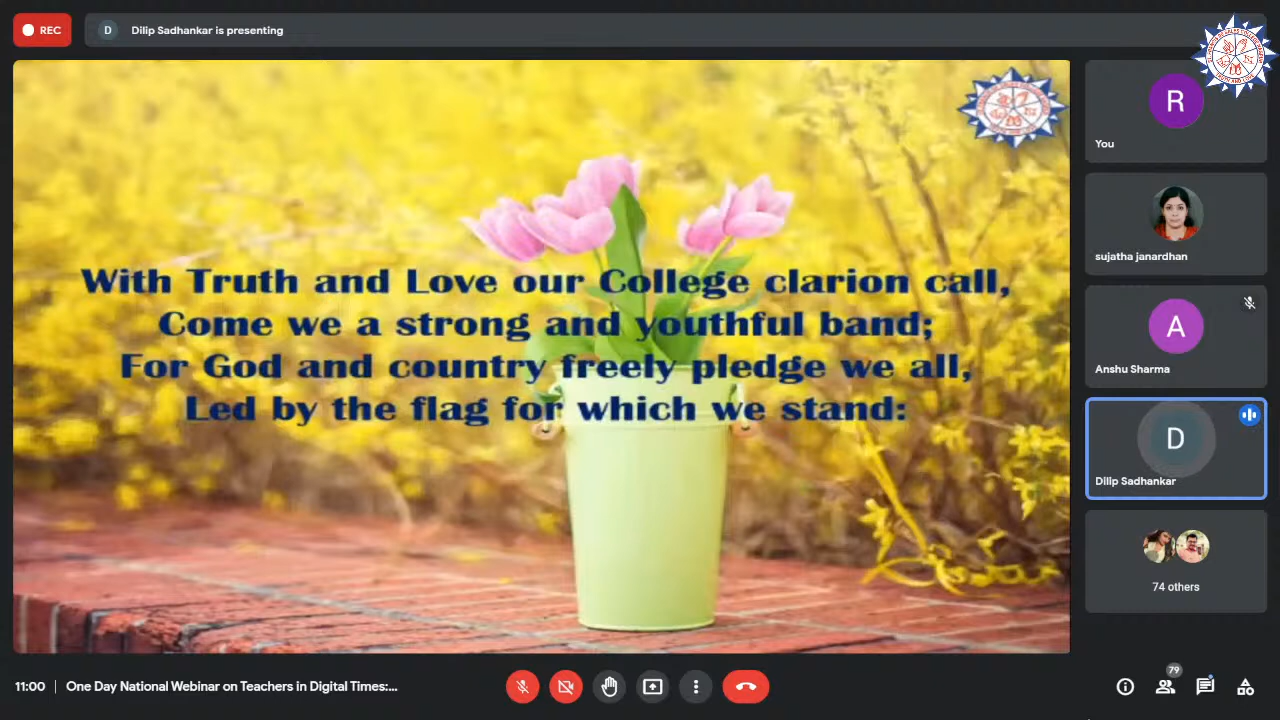 REC
D
Dilip Sadhankar is presenting
With Truth and Love our College clarion call,
Come we a strong and youthful band;
For God and country freely pledge we all,
Led by the flag for which we stand:
R
You
sujatha janardhan
A
Anshu Sharma
D
Dilip Sadhankar
74 others
11:00 | One Day National Webinar on Teachers in Digital Times:...
79